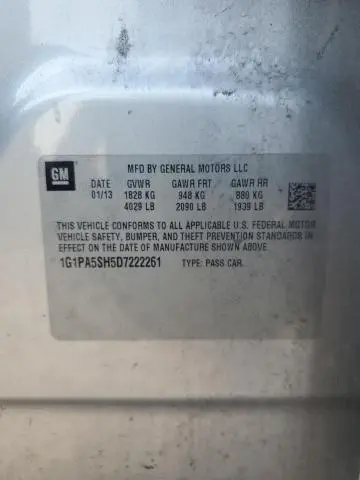 GM
MFD BY GENERAL MOTORS LLC
DATE GVWR GAWR FRT GAWR RR
01/13 1828 KG 948 KG 880 KG
4029 LB 2090 LB 1939 LB
THIS VEHICLE CONFORMS TO ALL APPLICABLE U.S. FEDERAL MOTOR
VEHICLE SAFETY, BUMPER, AND THEFT PREVENTION STANDARDS IN
EFFECT ON THE DATE OF MANUFACTURE SHOWN ABOVE.
1G1PA5SH5D7222261 TYPE: PASS CAR.